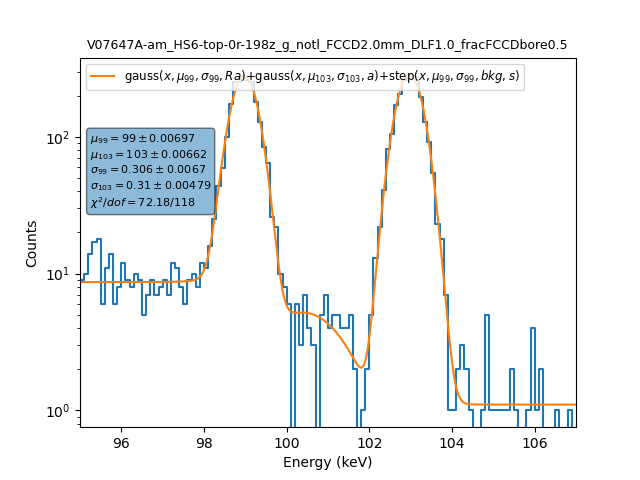 V07647A-am_HS6-top-0r-198z_g_notl_FCCD2.0mm_DLF1.0_fracFCCDbore0.5
gauss(x, μ₉₉, σ₉₉, Ra)+gauss(x, μ₁₀₃, σ₁₀₃, a)+step(x, μ₉₉, σ₉₉, bkg, s)
μ₉₉ = 99 ± 0.00697
μ₁₀₃ = 103 ± 0.00662
σ₉₉ = 0.306 ± 0.0067
σ₁₀₃ = 0.31 ± 0.00479
χ²/dof = 72.18/118
Counts
10²
10¹
10⁰
96 98 100 102 104 106
Energy (keV)